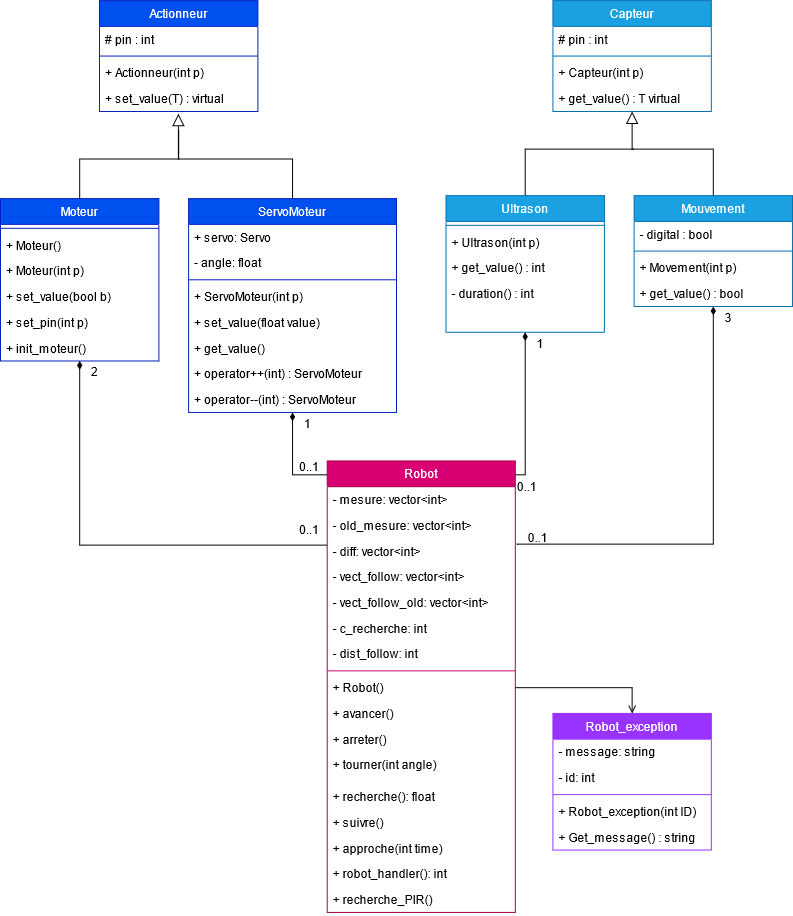 Actionneur
# pin : int
+ Actionneur(int p)
+ set_value(T) : virtual
Capteur
# pin : int
+ Capteur(int p)
+ get_value() : T virtual
Moteur
+ Moteur()
+ Moteur(int p)
+ set_value(bool b)
+ set_pin(int p)
+ init_moteur()
2
ServoMoteur
+ servo: Servo
- angle: float
+ ServoMoteur(int p)
+ set_value(float value)
+ get_value()
+ operator++(int) : ServoMoteur
+ operator--(int) : ServoMoteur
1
Ultrason
+ Ultrason(int p)
+ get_value() : int
- duration() : int
1
Mouvement
- digital : bool
+ Movement(int p)
+ get_value() : bool
3
0..1
0..1
0..1
0..1
Robot
- mesure: vector<int>
- old_mesure: vector<int>
- diff: vector<int>
- vect_follow: vector<int>
- vect_follow_old: vector<int>
- c_recherche: int
- dist_follow: int
+ Robot()
+ avancer()
+ arreter()
+ tourner(int angle)
+ recherche(): float
+ suivre()
+ approche(int time)
+ robot_handler(): int
+ recherche_PIR()
Robot_exception
- message: string
- id: int
+ Robot_exception(int ID)
+ Get_message() : string